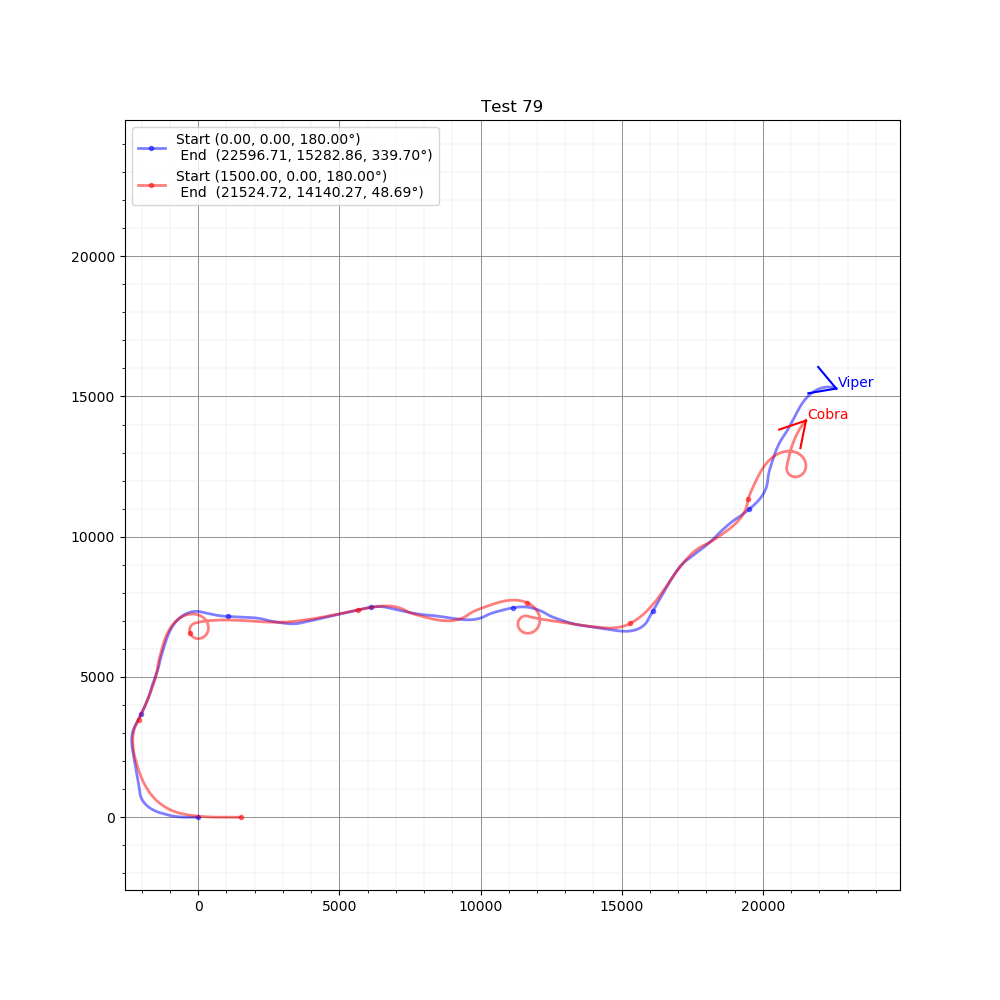 Test 79
Start (0.00, 0.00, 180.00°)
End (22596.71, 15282.86, 339.70°)
Start (1500.00, 0.00, 180.00°)
End (21524.72, 14140.27, 48.69°)
20000
15000
10000
5000
0
Viper
Cobra
0
5000
10000
15000
20000